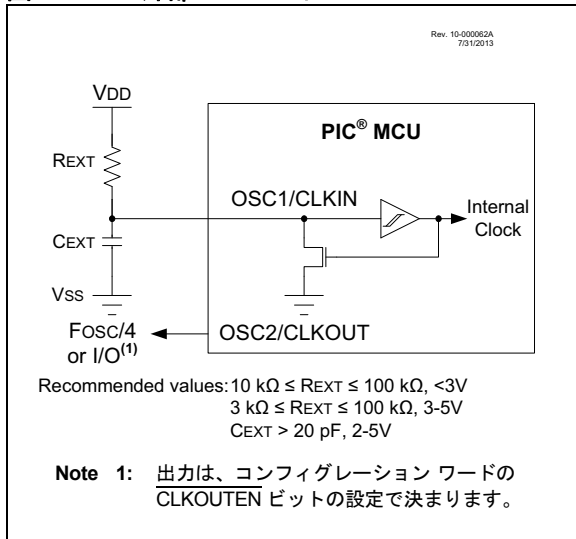 Rev. 10-000062A
7/31/2013
VDD
PIC® MCU
REXT
OSC1/CLKIN
Internal
Clock
CEXT
VSS
FOSC/4
or I/O(1)
OSC2/CLKOUT
Recommended values: 10 kΩ ≤ REXT ≤ 100 kΩ, <3V
3 kΩ ≤ REXT ≤ 100 kΩ, 3-5V
CEXT > 20 pF, 2-5V
Note 1: 出力は、コンフィグレーション ワードの
CLKOUTEN ビットの設定で決まります。